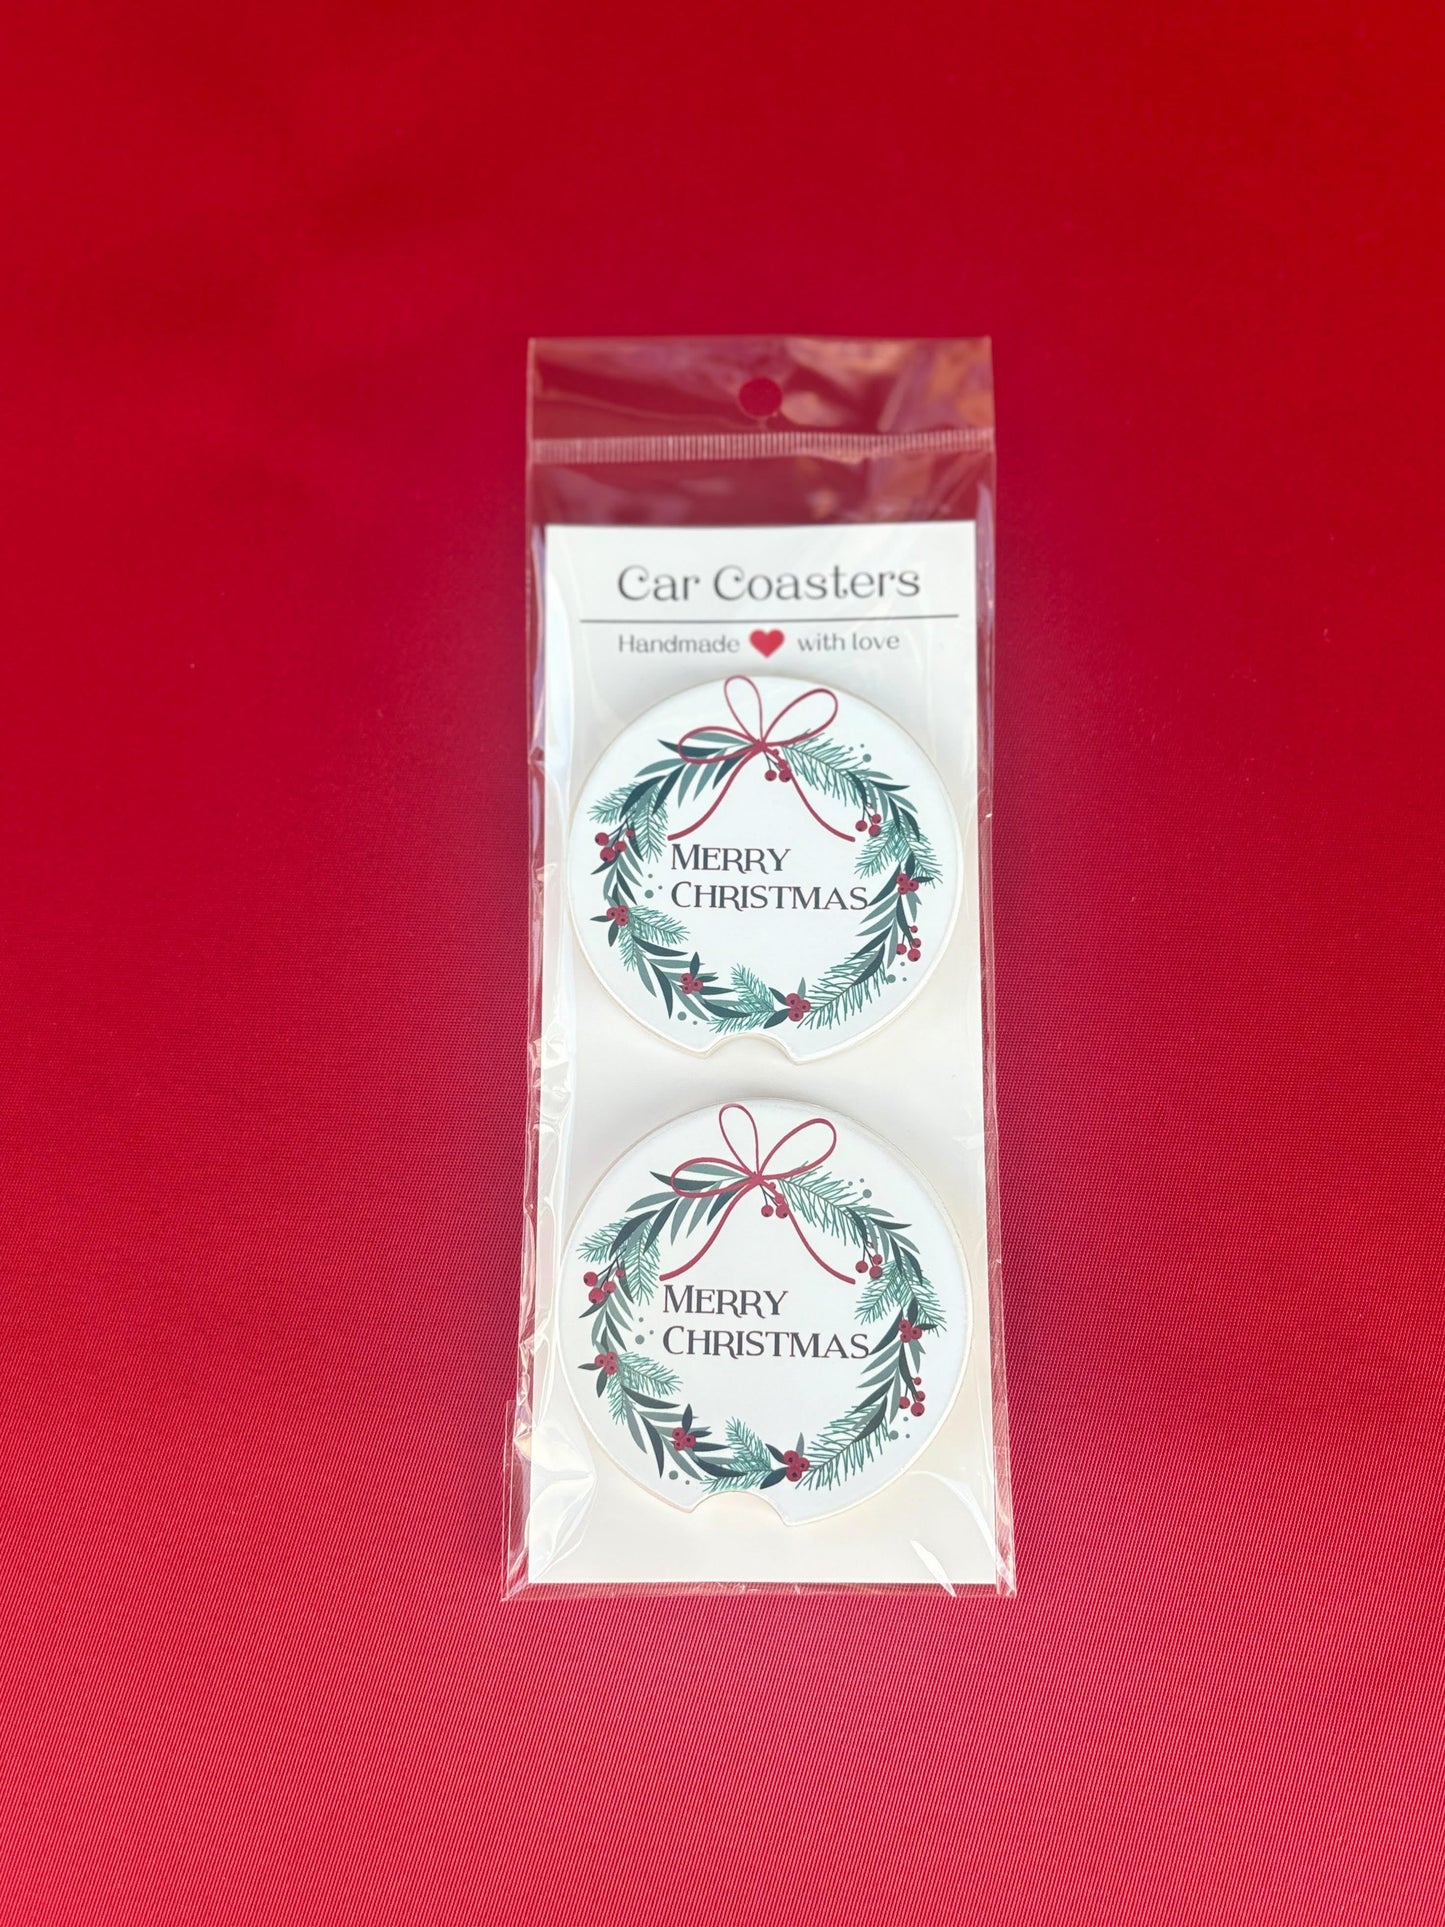 Car Coasters
Handmade ❤ with love
MERRY
CHRISTMAS
MERRY
CHRISTMAS